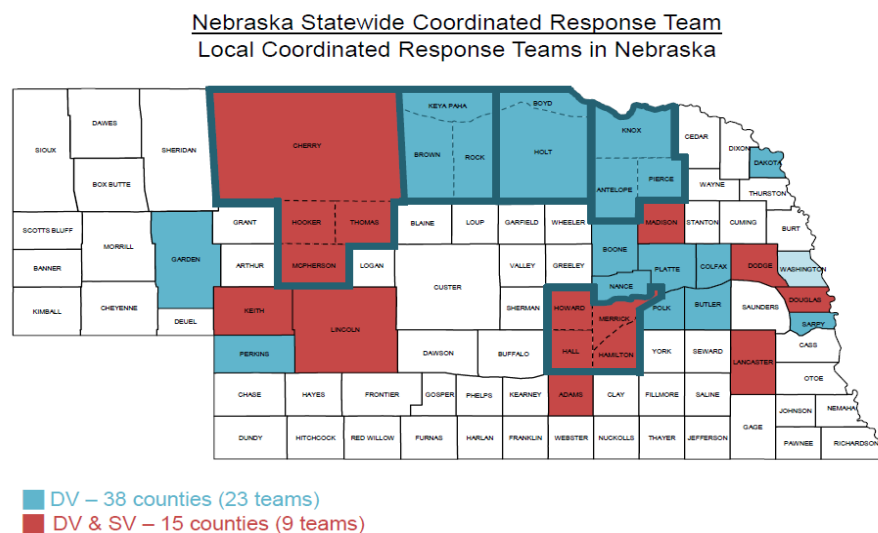 Nebraska Statewide Coordinated Response Team
Local Coordinated Response Teams in Nebraska
SIOUX
DAWES
SHERIDAN
CHERRY
KEYA PAHA
BOYD
KNOX
CEDAR
DIXON
DAKOTA
BOX BUTTE
BROWN
ROCK
HOLT
ANTELOPE
PIERCE
WAYNE
THURSTON
SCOTTS BLUFF
MORRILL
GARDEN
GRANT
HOOKER
THOMAS
BLAINE
LOUP
GARFIELD
WHEELER
BOONE
MADISON
STANTON
CUMING
BURT
BANNER
ARTHUR
MCPHERSON
LOGAN
CUSTER
VALLEY
GREELEY
NANCE
PLATTE
COLFAX
DODGE
WASHINGTON
KIMBALL
CHEYENNE
DEUEL
KEITH
LINCOLN
SHERMAN
HOWARD
MERRICK
POLK
BUTLER
SAUNDERS
DOUGLAS
SARPY
PERKINS
DAWSON
BUFFALO
HALL
HAMILTON
YORK
SEWARD
LANCASTER
CASS
OTOE
CHASE
HAYES
FRONTIER
GOSPER
PHELPS
KEARNEY
ADAMS
CLAY
FILLMORE
SALINE
GAGE
JOHNSON
NEMAHA
DUNDY
HITCHCOCK
RED WILLOW
FURNAS
HARLAN
FRANKLIN
WEBSTER
NUCKOLLS
THAYER
JEFFERSON
PAWNEE
RICHARDSON
DV – 38 counties (23 teams)
DV & SV – 15 counties (9 teams)